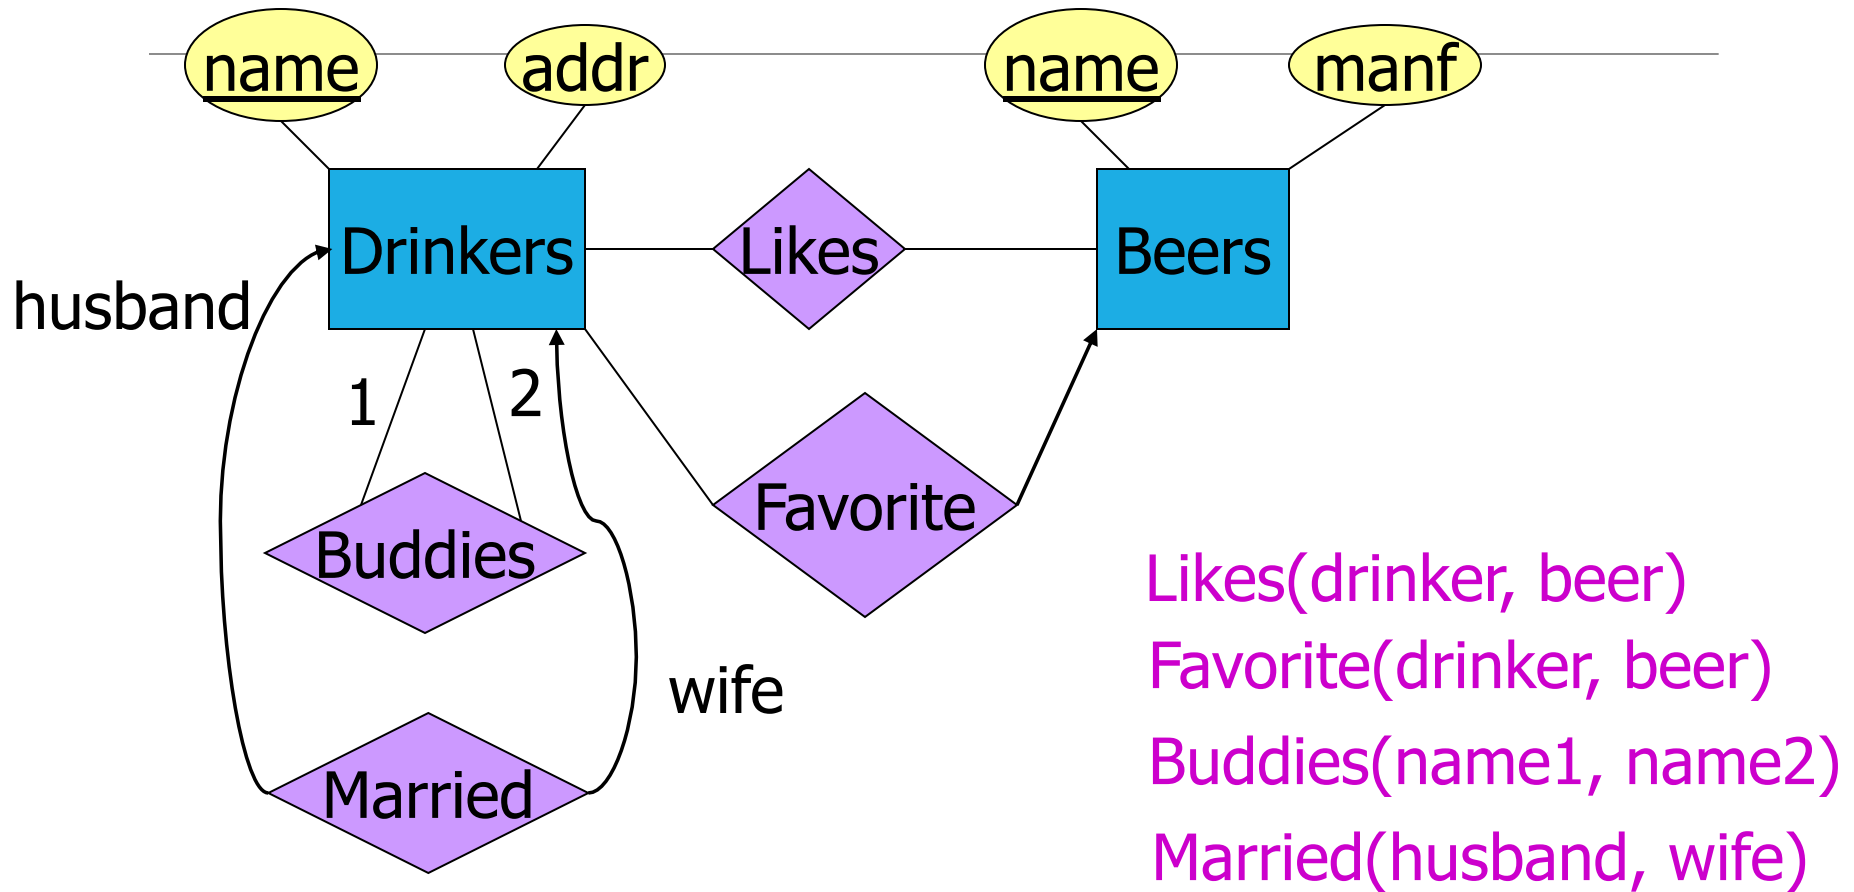 name
addr
name
manf
Drinkers
Likes
Beers
husband
1
2
Favorite
Buddies
wife
Married
Likes(drinker, beer)
Favorite(drinker, beer)
Buddies(name1, name2)
Married(husband, wife)